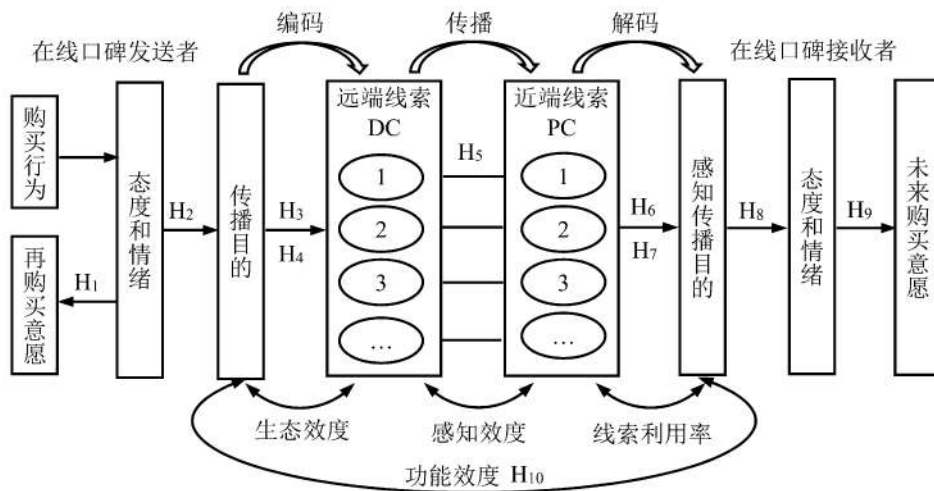 编码
传播
解码
在线口碑发送者
在线口碑接收者
购买行为
再购买意愿
H1
态度和情绪
H2
传播目的
H3
H4
远端线索
DC
1
2
3
…
H5
近端线索
PC
1
2
3
…
H6
H7
感知传播目的
H8
态度和情绪
H9
未来购买意愿
生态效度
感知效度
线索利用率
功能效度 H10